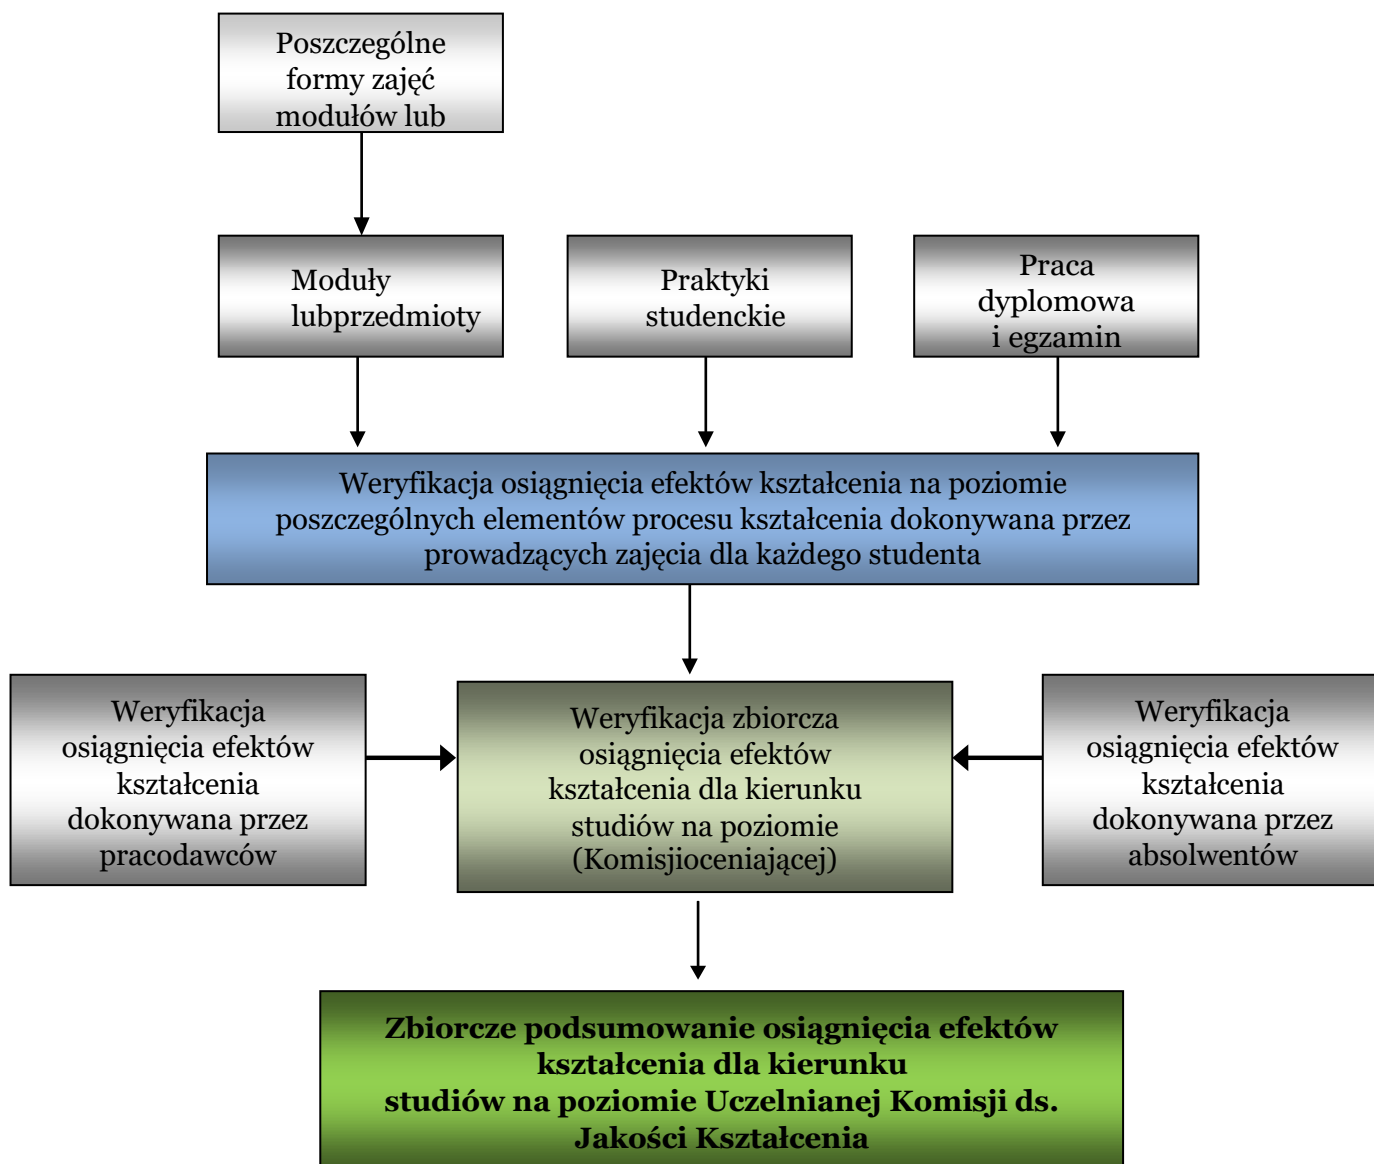 Poszczególne
formy zajęć
modułów lub
Moduły
lubprzedmioty
Praktyki
studenckie
Praca
dyplomowa
i egzamin
Weryfikacja osiągnięcia efektów kształcenia na poziomie
poszczególnych elementów procesu kształcenia dokonywana przez
prowadzących zajęcia dla każdego studenta
Weryfikacja
osiągnięcia efektów
kształcenia
dokonywana przez
pracodawców
Weryfikacja zbiorcza
osiągnięcia efektów
kształcenia dla kierunku
studiów na poziomie
(Komisjioceniającej)
Weryfikacja
osiągnięcia efektów
kształcenia
dokonywana przez
absolwentów
Zbiorcze podsumowanie osiągnięcia efektów
kształcenia dla kierunku
studiów na poziomie Uczelnianej Komisji ds.
Jakości Kształcenia